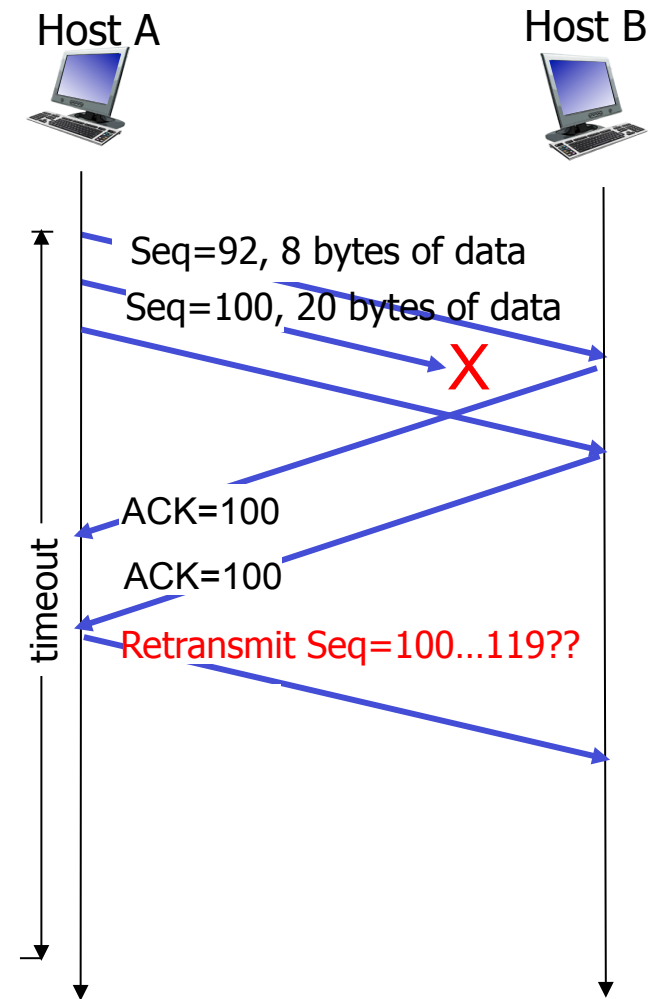 Host A
Host B
Seq=92, 8 bytes of data
Seq=100, 20 bytes of data
X
ACK=100
ACK=100
timeout
Retransmit Seq=100...119??